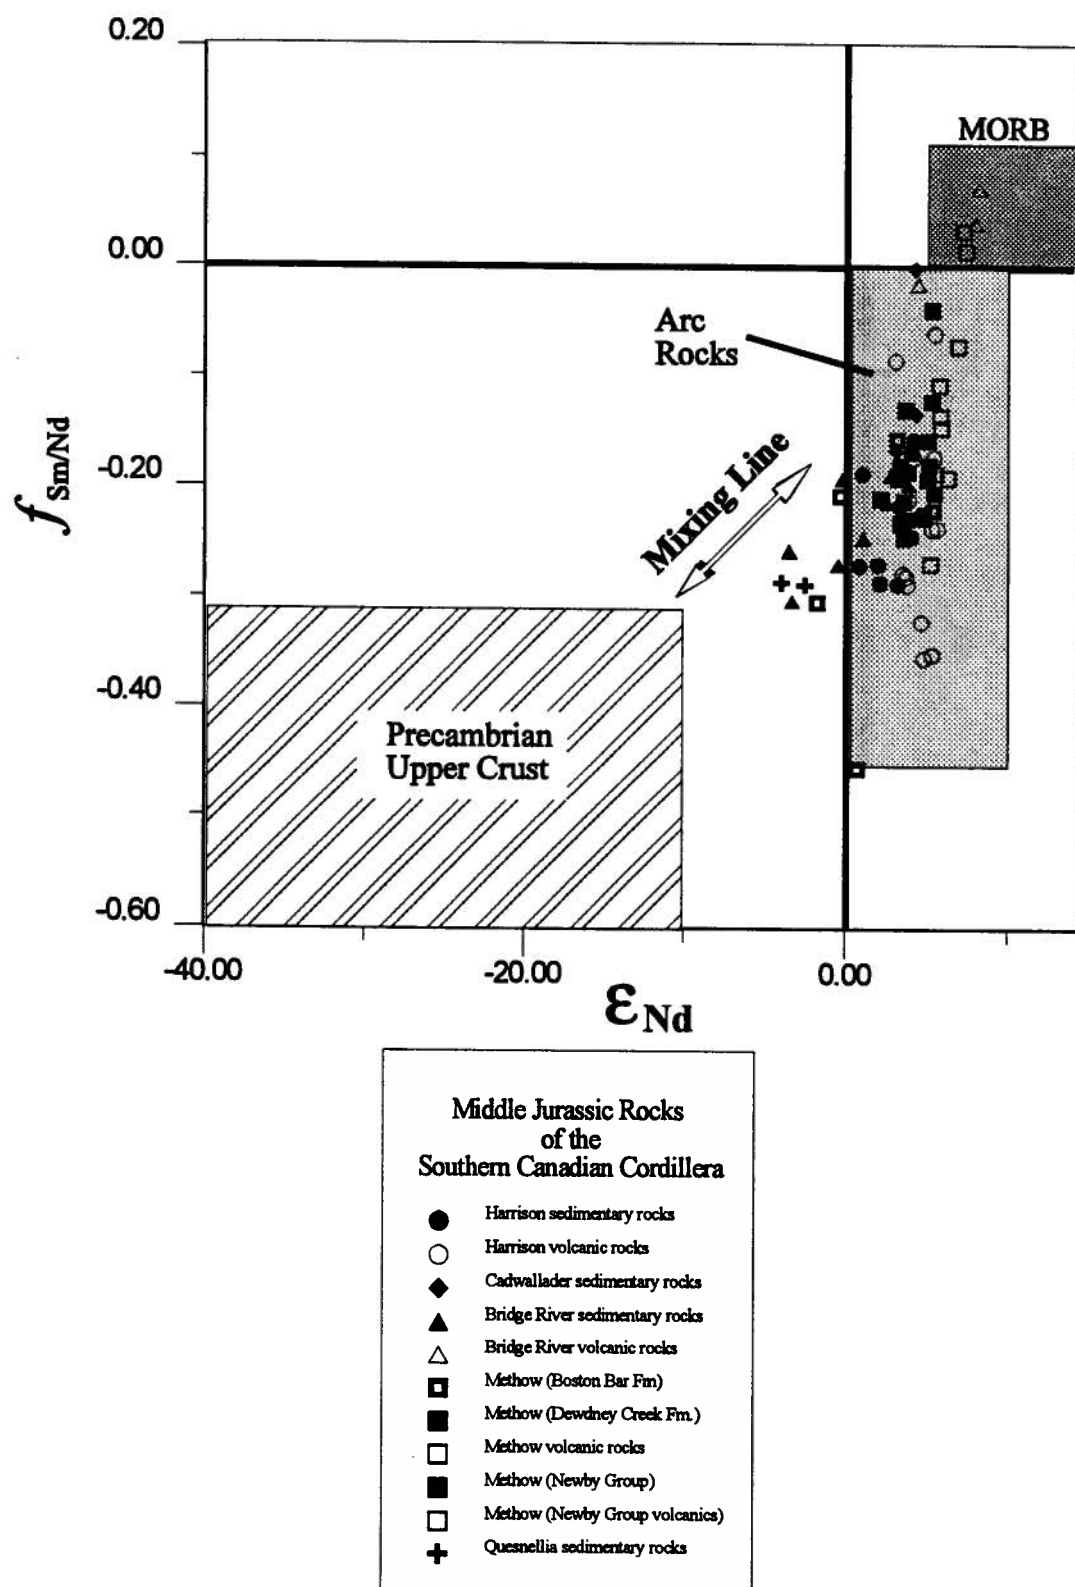 0.20
MORB
0.00
Arc
Rocks
f Sm/Nd
-0.20
Mixing Line
-0.40
Precambrian
Upper Crust
-0.60
-40.00
-20.00
0.00
εNd
Middle Jurassic Rocks
of the
Southern Canadian Cordillera
Harrison sedimentary rocks
Harrison volcanic rocks
Cadwallader sedimentary rocks
Bridge River sedimentary rocks
Bridge River volcanic rocks
Methow (Boston Bar Fm)
Methow (Dewdney Creek Fm.)
Methow volcanic rocks
Methow (Newby Group)
Methow (Newby Group volcanics)
Quesnellia sedimentary rocks